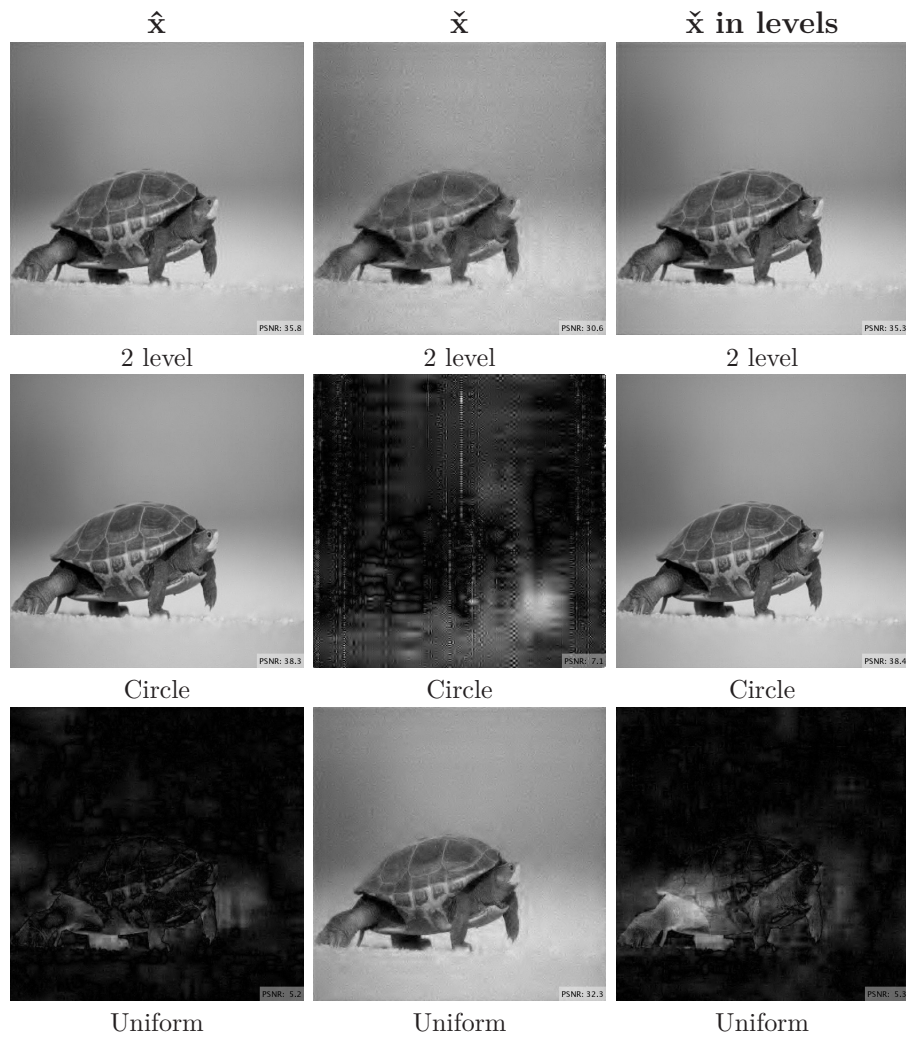 x̂ x̌ x̌ in levels
PSNR: 35.8 PSNR: 30.6 PSNR: 35.3
2 level 2 level 2 level
PSNR: 38.3 PSNR: 7.1 PSNR: 38.4
Circle Circle Circle
PSNR: 5.2 PSNR: 32.3 PSNR: 5.3
Uniform Uniform Uniform